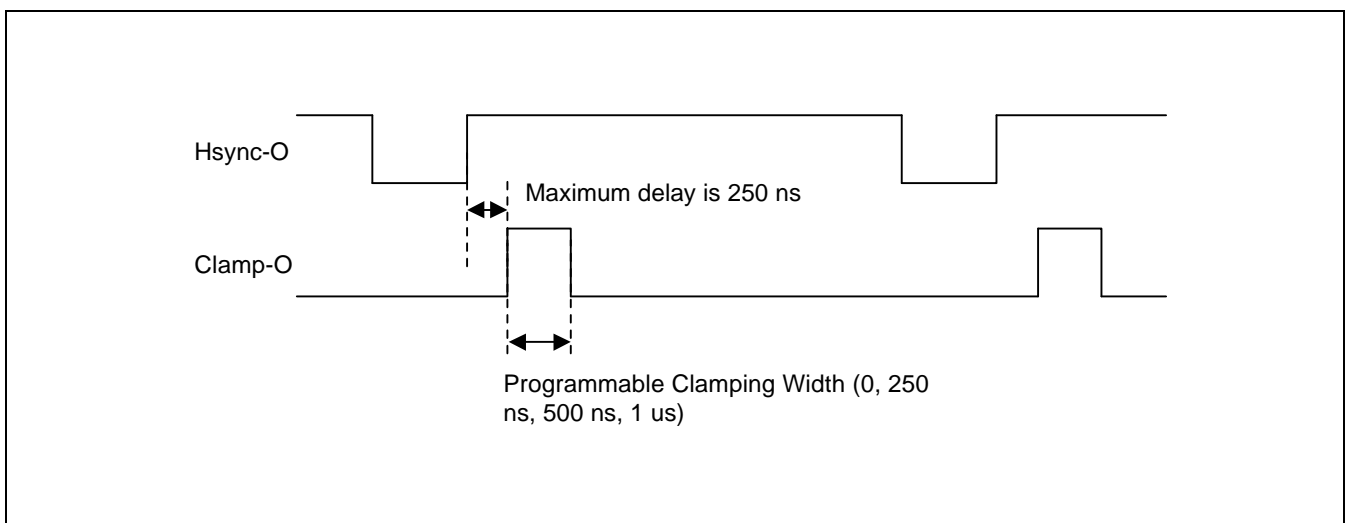 Hsync-O
Maximum delay is 250 ns
Clamp-O
Programmable Clamping Width (0, 250
ns, 500 ns, 1 us)